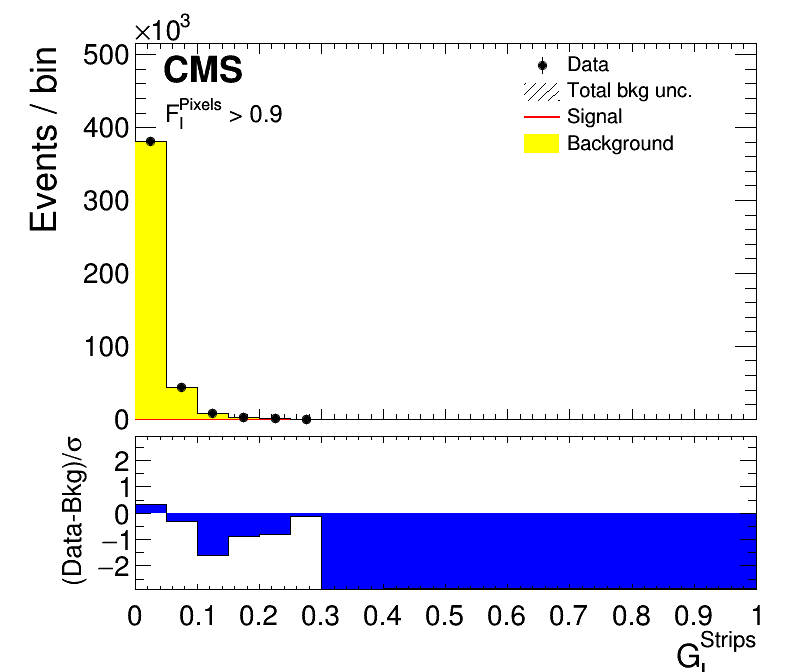 ×10³
Events / bin
500
400
300
200
100
0
CMS
F_I^Pixels > 0.9
Data
Total bkg unc.
Signal
Background
(Data-Bkg)/σ
2
1
0
−1
−2
0 0.1 0.2 0.3 0.4 0.5 0.6 0.7 0.8 0.9 1
G_I^Strips